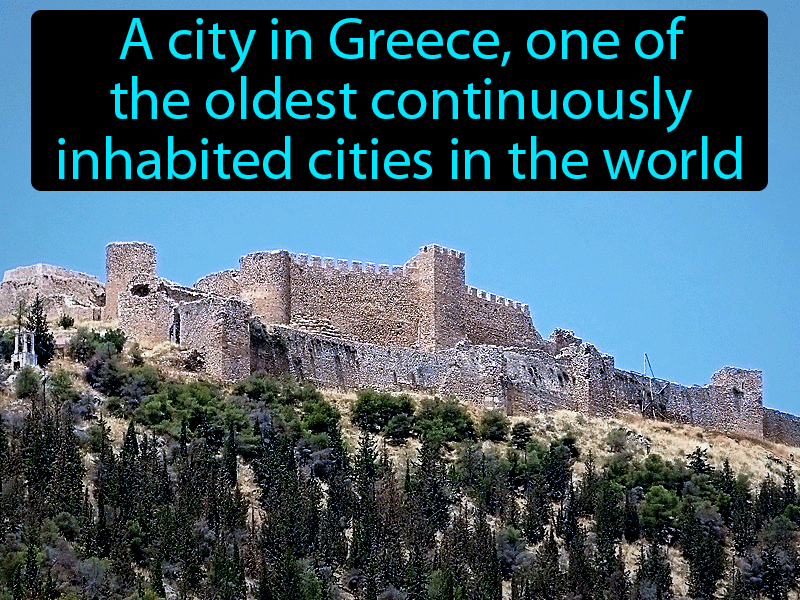 A city in Greece, one of
the oldest continuously
inhabited cities in the world